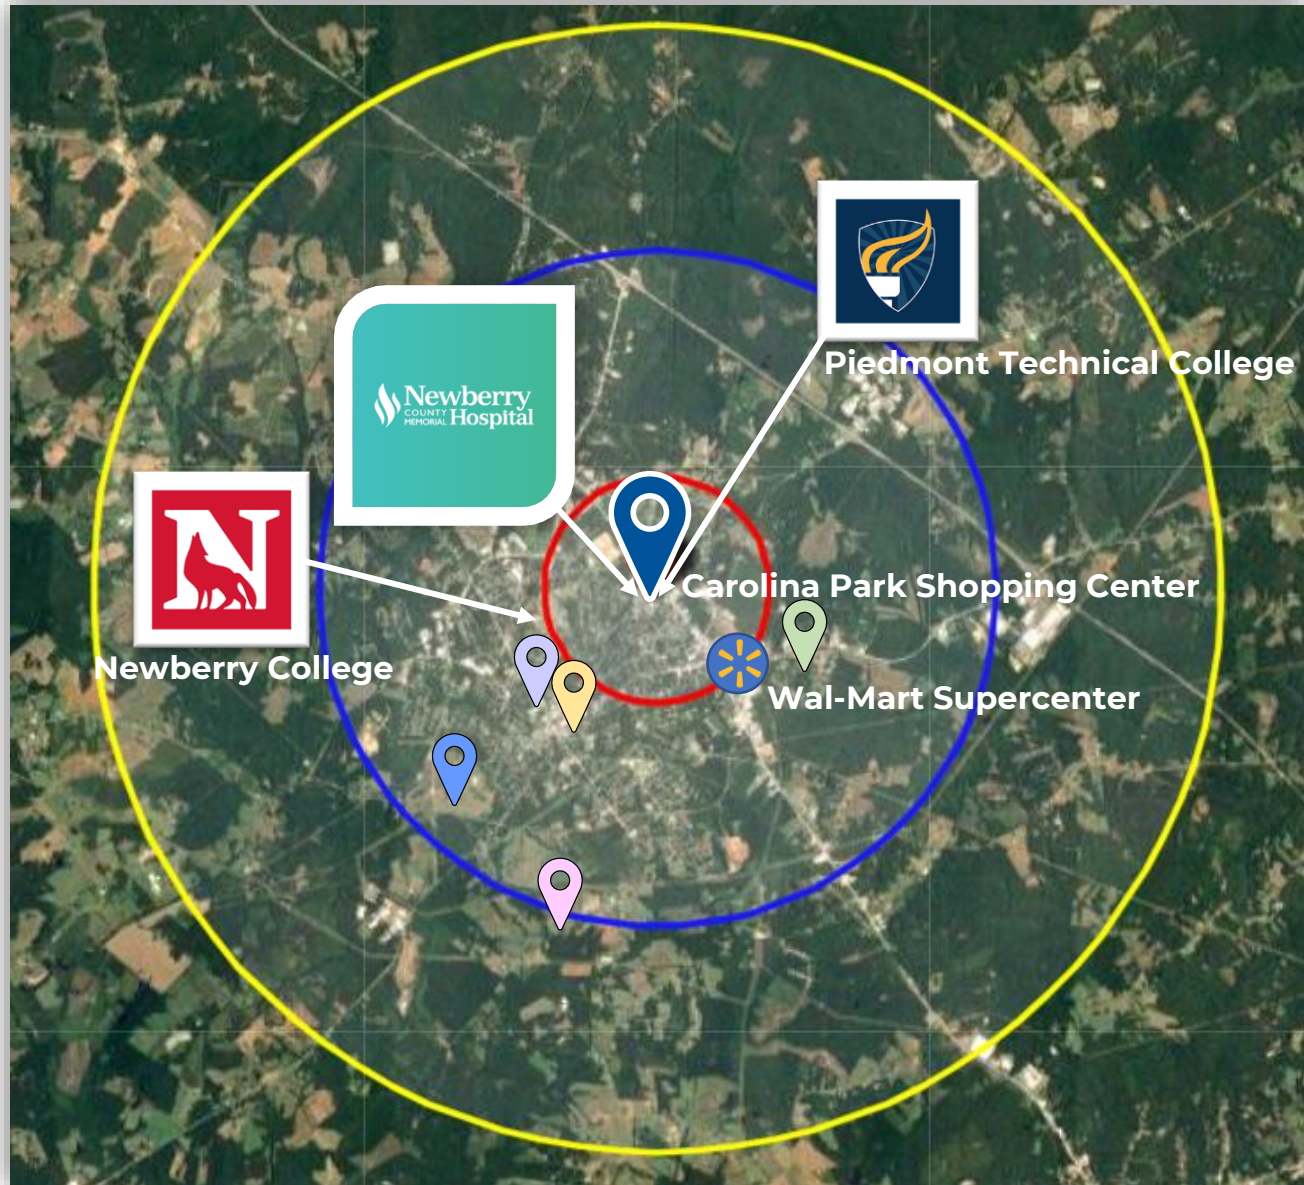 Piedmont Technical College
Newberry
COUNTY
MEMORIAL Hospital
N
Carolina Park Shopping Center
Newberry College
Wal-Mart Supercenter